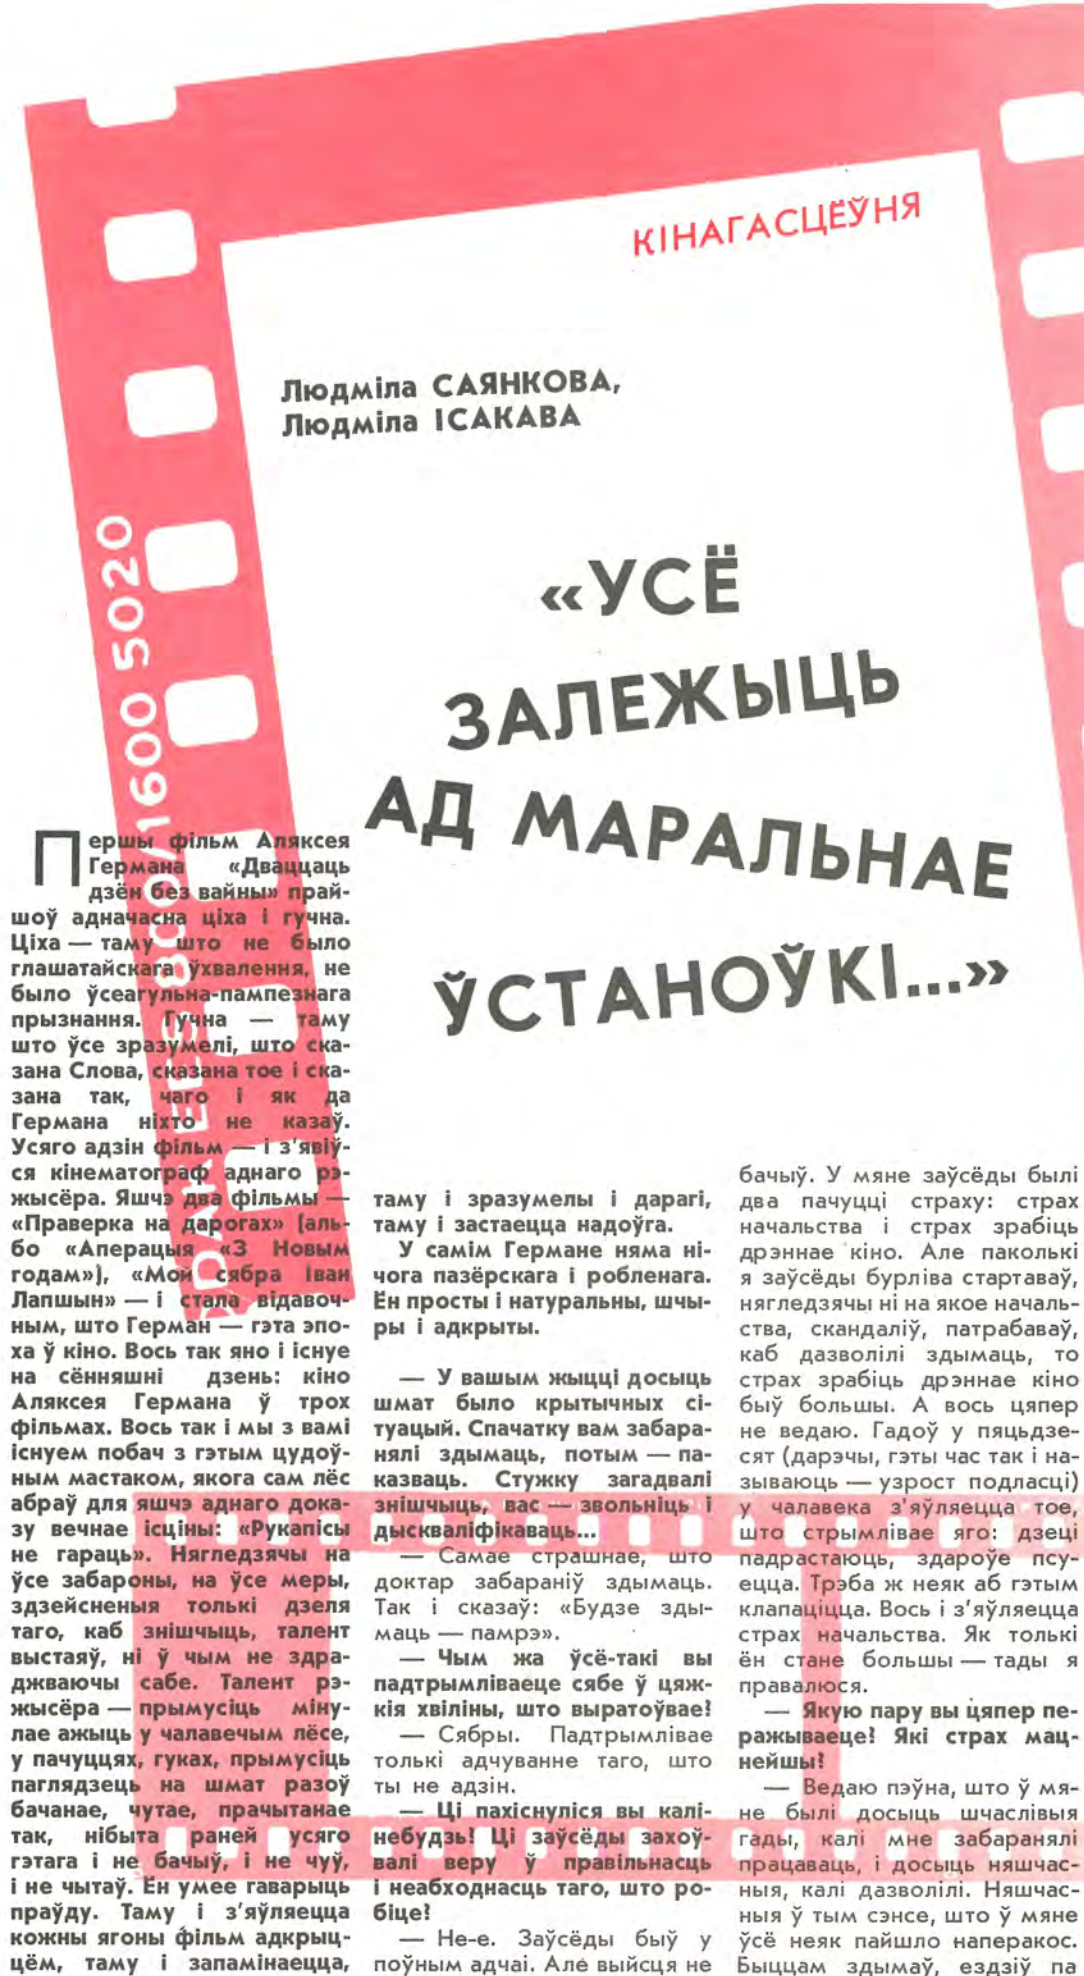 КІНАГАСЦЁЎНЯ
Людміла САЯНКОВА,
Людміла ІСАКАВА
«УСЁ
ЗАЛЕЖЫЦЬ
АД МАРАЛЬНАЕ
ЎСТАНОЎКІ...»
800/1600 5020
Першы фільм Аляксея
Германа «Дваццаць
дзён без вайны» прай-
шоў адначасна ціха і гучна.
Ціха — таму што не было
глашатайскага ўхвалення, не
было ўсеагульна-пампезнага
прызнання. Гучна — таму
што ўсе зразумелі, што ска-
зана Слова, сказана тое і ска-
зана так, чаго і як да
Германа ніхто не казаў.
Усяго адзін фільм — і з'явіў-
ся кінематограф аднаго рэ-
жысёра. Яшчэ два фільмы —
«Праверка на дарогах» (аль-
бо «Аперацыя «З Новым
годам»), «Мой сябра Іван
Лапшын» — і стала відавоч-
ным, што Герман — гэта эпо-
ха ў кіно. Вось так яно і існуе
на сённяшні дзень: кіно
Аляксея Германа ў трох
фільмах. Вось так і мы з вамі
існуем побач з гэтым цудоў-
ным мастаком, якога сам лёс
абраў для яшчэ аднаго дока-
зу вечнае ісціны: «Рукапісы
не гараць». Нягледзячы на
ўсе забароны, на ўсе меры,
здзейсненыя толькі дзеля
таго, каб знішчыць, талент
выстаяў, ні ў чым не здра-
джваючы сабе. Талент рэ-
жысёра — прымусіць міну-
лае ажыць у чалавечым лёсе,
у пачуццях, гуках, прымусіць
паглядзець на шмат разоў
бачанае, чутае, прачытанае
так, нібыта раней усяго
гэтага і не бачыў, і не чуў,
і не чытаў. Ён умее гаварыць
праўду. Таму і з'яўляецца
кожны ягоны фільм адкрыц-
цём, таму і запамінаецца,
таму і зразумелы і дарагі,
таму і застаецца надоўга.
У самім Германе няма ні-
чога пазёрскага і робленага.
Ён просты і натуральны, шчы-
ры і адкрыты.
— У вашым жыцці досыць
шмат было крытычных сі-
туацый. Спачатку вам забара-
нялі здымаць, потым — па-
казваць. Стужку загадвалі
знішчыць, вас — звольніць і
дыскваліфікаваць...
— Самае страшнае, што
доктар забараніў здымаць.
Так і сказаў: «Будзе зды-
маць — памрэ».
— Чым жа ўсё-такі вы
падтрымліваеце сябе ў цяж-
кія хвіліны, што выратоўвае?
— Сябры. Падтрымлівае
толькі адчуванне таго, што
ты не адзін.
— Ці пахіснуліся вы калі-
небудзь? Ці заўсёды захоў-
валі веру ў правільнасць
і неабходнасць таго, што ро-
біце?
— Не-е. Заўсёды быў у
поўным адчаі. Але выйсця не
бачыў. У мяне заўсёды былі
два пачуцці страху: страх
начальства і страх зрабіць
дрэннае кіно. Але паколькі
я заўсёды бурліва стартаваў,
нягледзячы ні на якое началь-
ства, скандаліў, патрабаваў,
каб дазволілі здымаць, то
страх зрабіць дрэннае кіно
быў большы. А вось цяпер
не ведаю. Гадоў у пяцьдзе-
сят (дарэчы, гэты час так і на-
зываюць — узрост подласці)
у чалавека з'яўляецца тое,
што стрымлівае яго: дзеці
падрастаюць, здароўе псу-
ецца. Трэба ж неяк аб гэтым
клапаціцца. Вось і з'яўляецца
страх начальства. Як толькі
ён стане большы — тады я
правалюся.
— Якую пару вы цяпер пе-
ражываеце? Які страх мац-
нейшы?
— Ведаю пэўна, што ў мя-
не былі досыць шчаслівыя
гады, калі мне забаранялі
працаваць, і досыць няшчас-
ныя, калі дазволілі. Няшчас-
ныя ў тым сэнсе, што ў мяне
ўсё неяк пайшло наперакос.
Быццам здымаў, ездзіў па